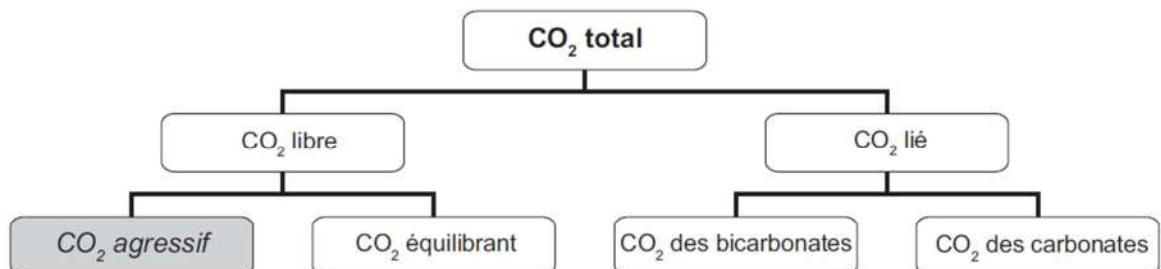 CO₂ total
CO₂ libre
CO₂ lié
CO₂ agressif
CO₂ équilibrant
CO₂ des bicarbonates
CO₂ des carbonates